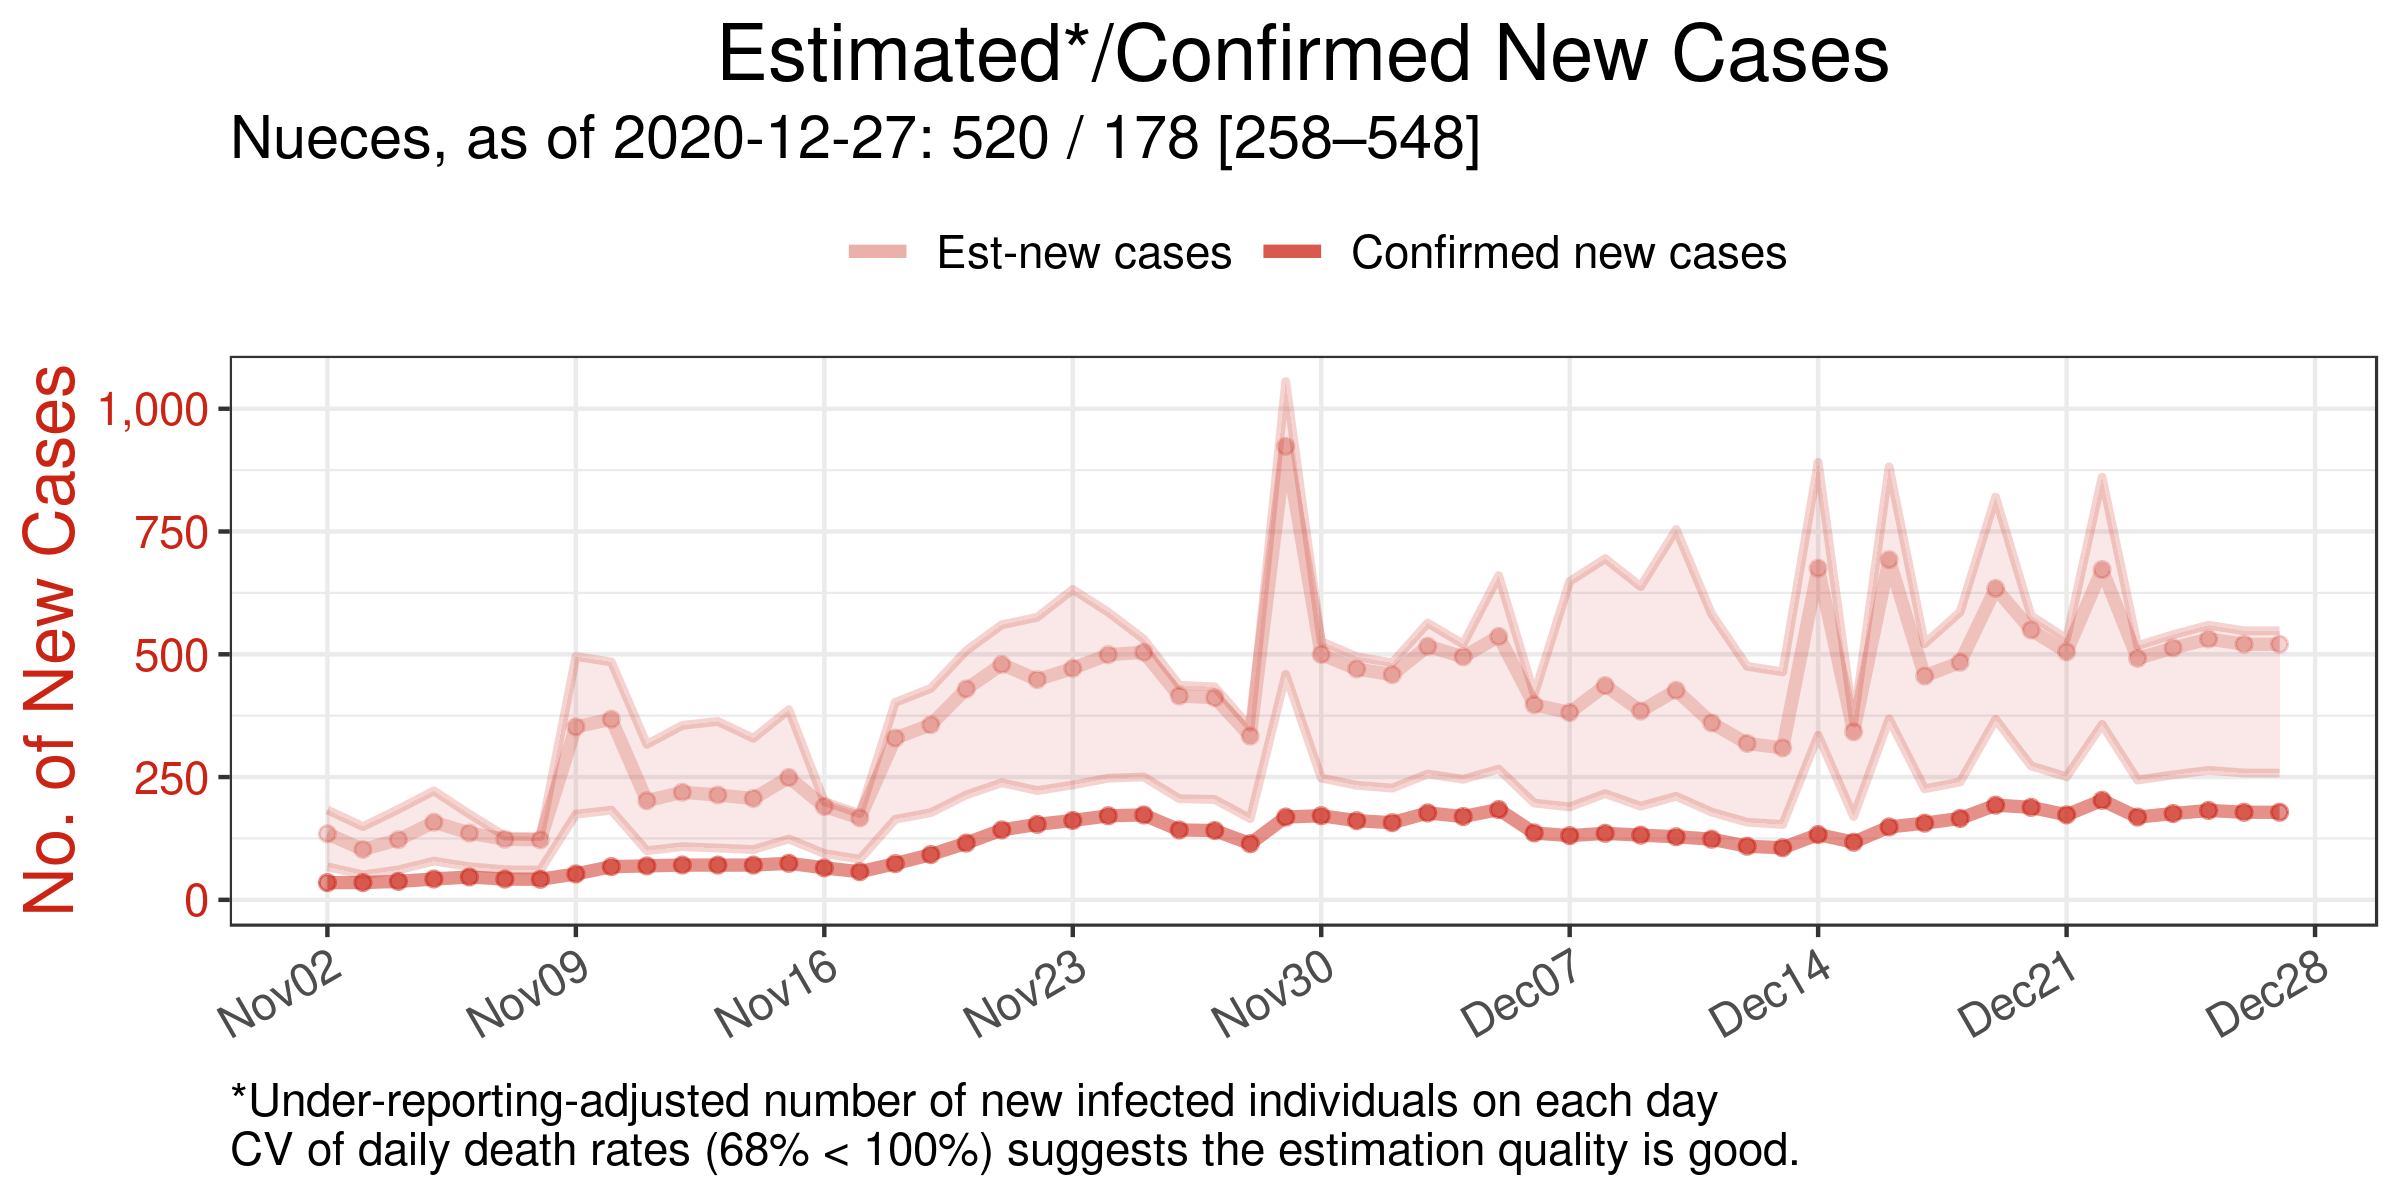 Estimated*/Confirmed New Cases
Nueces, as of 2020-12-27: 520 / 178 [258–548]
Est-new cases
Confirmed new cases
No. of New Cases
1,000
750
500
250
0
Nov02
Nov09
Nov16
Nov23
Nov30
Dec07
Dec14
Dec21
Dec28
*Under-reporting-adjusted number of new infected individuals on each day
CV of daily death rates (68% < 100%) suggests the estimation quality is good.